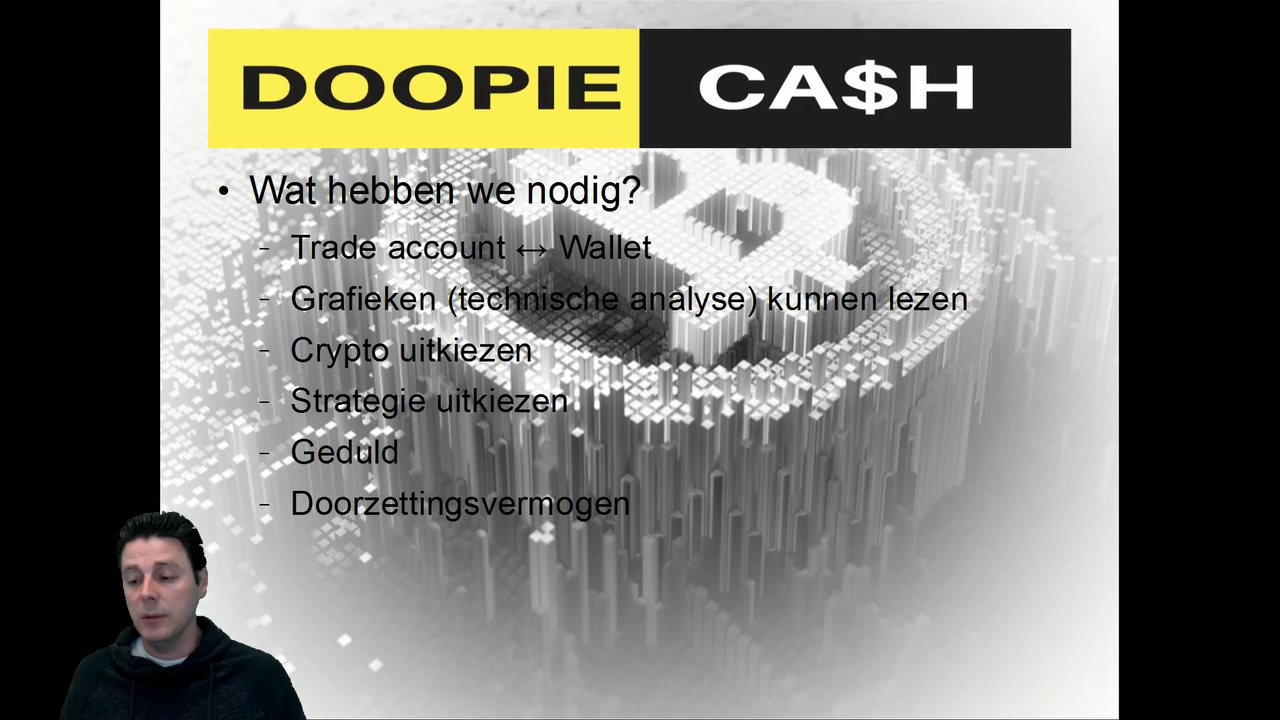 DOOPIE CA$H
• Wat hebben we nodig?
– Trade account ↔ Wallet
– Grafieken (technische analyse) kunnen lezen
– Crypto uitkiezen
– Strategie uitkiezen
– Geduld
– Doorzettingsvermogen